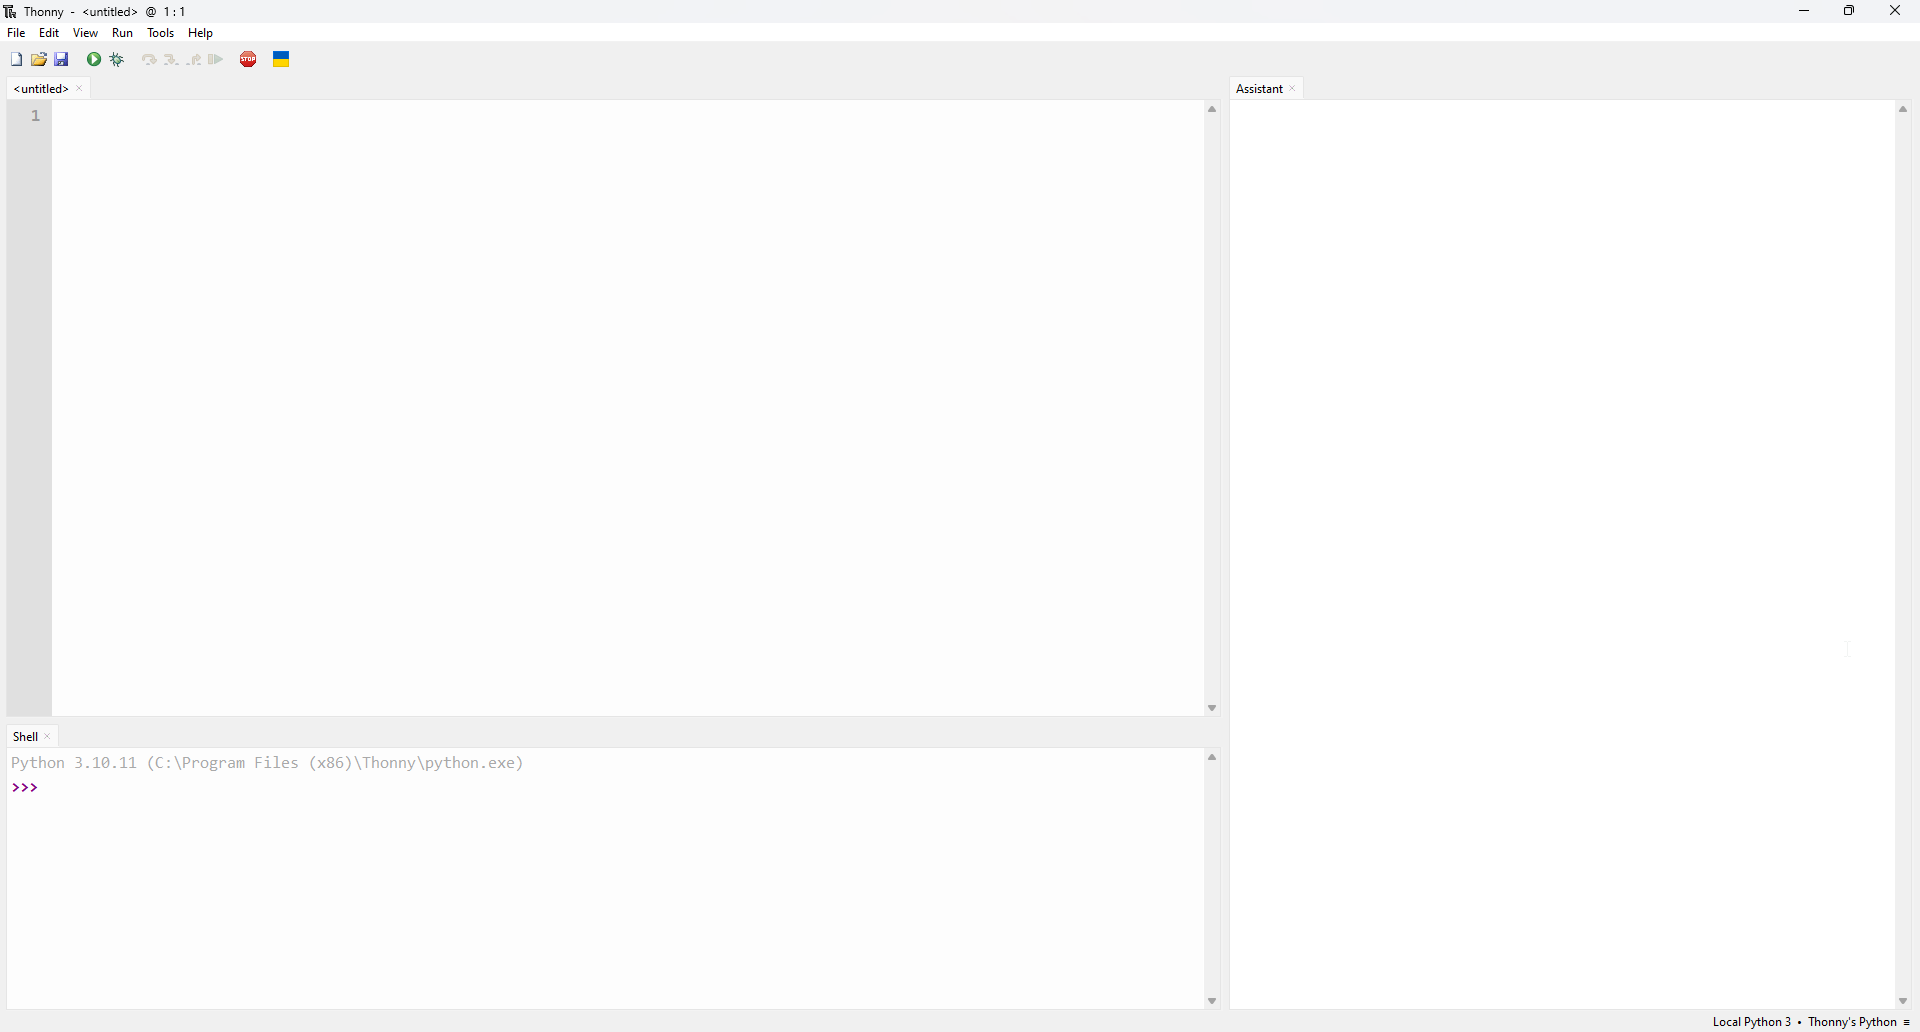 Thonny - <untitled> @ 1:1
File Edit View Run Tools Help
STOP
<untitled>
Assistant
1
Shell
Python 3.10.11 (C:\Program Files (x86)\Thonny\python.exe)
>>>
Local Python 3 • Thonny's Python ≡